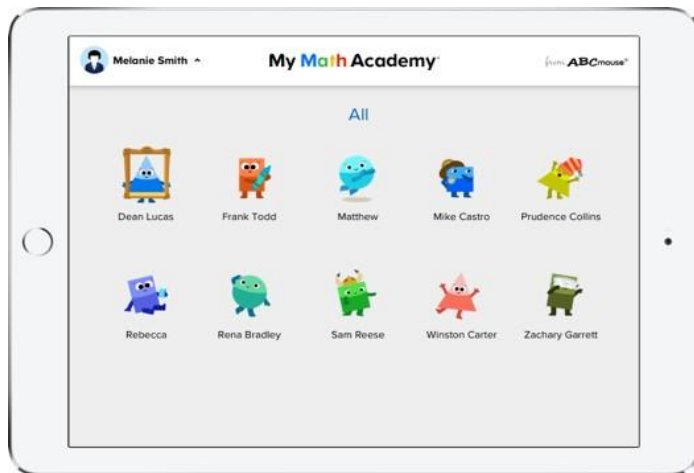 Melanie Smith
My Math Academy
from ABCmouse®
All
Dean Lucas
Frank Todd
Matthew
Mike Castro
Prudence Collins
Rebecca
Rena Bradley
Sam Reese
Winston Carter
Zachary Garrett